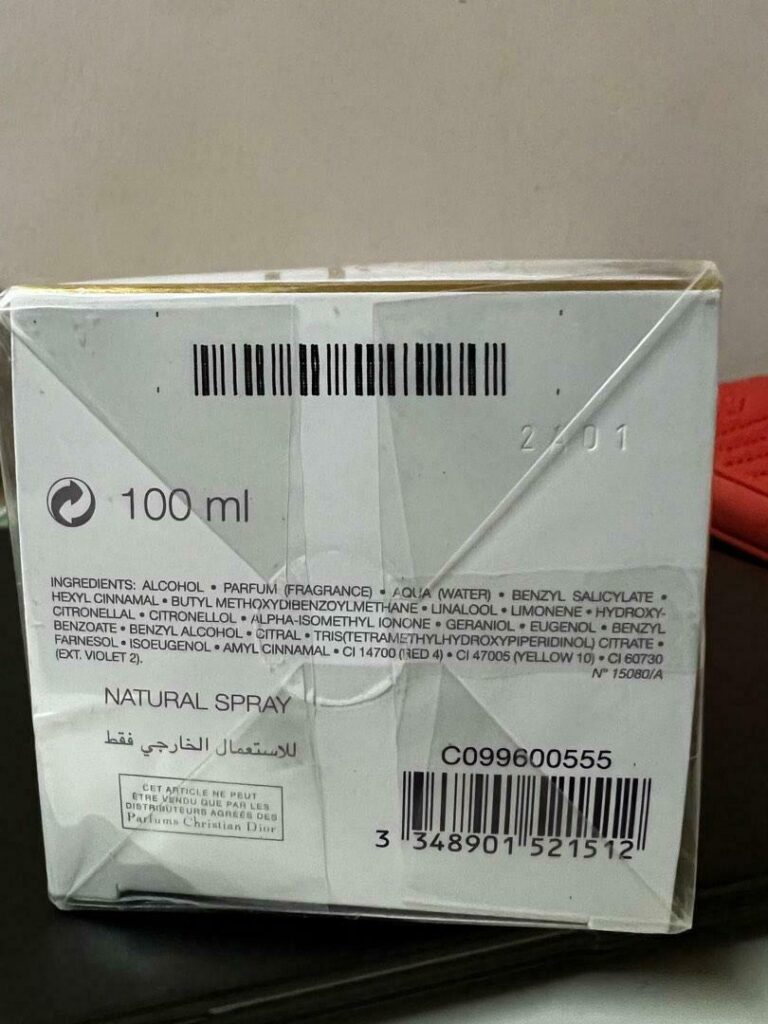 2401
100 ml
INGREDIENTS: ALCOHOL • PARFUM (FRAGRANCE) • AQUA (WATER) • BENZYL SALICYLATE •
HEXYL CINNAMAL • BUTYL METHOXYDIBENZOYLMETHANE • LINALOOL • LIMONENE • HYDROXY-
CITRONELLAL • CITRONELLOL • ALPHA-ISOMETHYL IONONE • GERANIOL • EUGENOL • BENZYL
BENZOATE • BENZYL ALCOHOL • CITRAL • TRIS(TETRAMETHYLHYDROXYPIPERIDINOL) CITRATE •
FARNESOL • ISOEUGENOL • AMYL CINNAMAL • CI 14700 (RED 4) • CI 47005 (YELLOW 10) • CI 60730
(EXT. VIOLET 2).
N° 15080/A
NATURAL SPRAY
للاستعمال الخارجي فقط
CET ARTICLE NE PEUT
ÊTRE VENDU QUE PAR LES
DISTRIBUTEURS AGRÉÉS DES
Parfums Christian Dior
C099600555
3 348901 521512